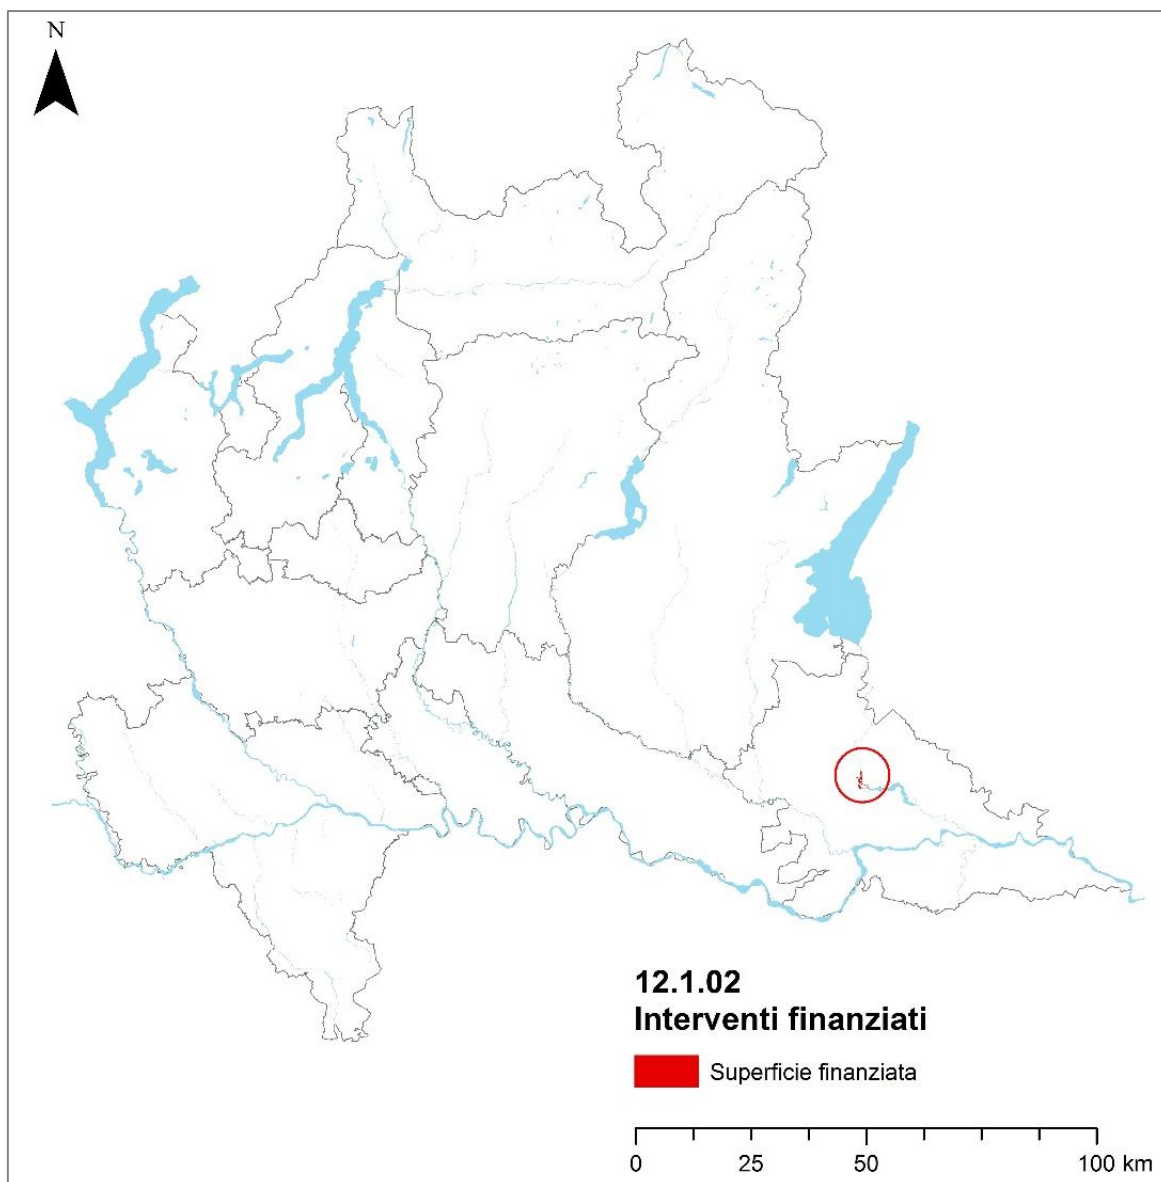 N
12.1.02
Interventi finanziati
Superficie finanziata
0 25 50 100 km